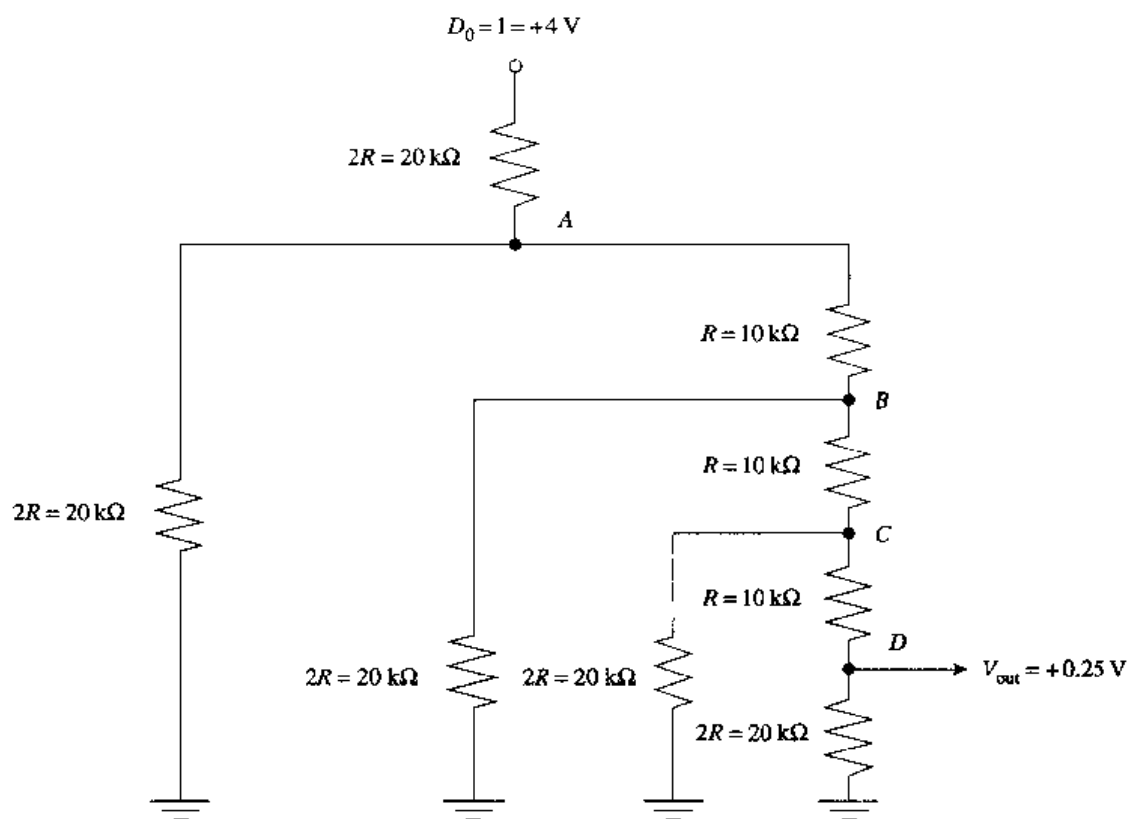 D₀ = 1 = +4 V
2R = 20 kΩ
A
R = 10 kΩ
B
R = 10 kΩ
2R = 20 kΩ
C
R = 10 kΩ
D
2R = 20 kΩ
2R = 20 kΩ
V_out = +0.25 V
2R = 20 kΩ